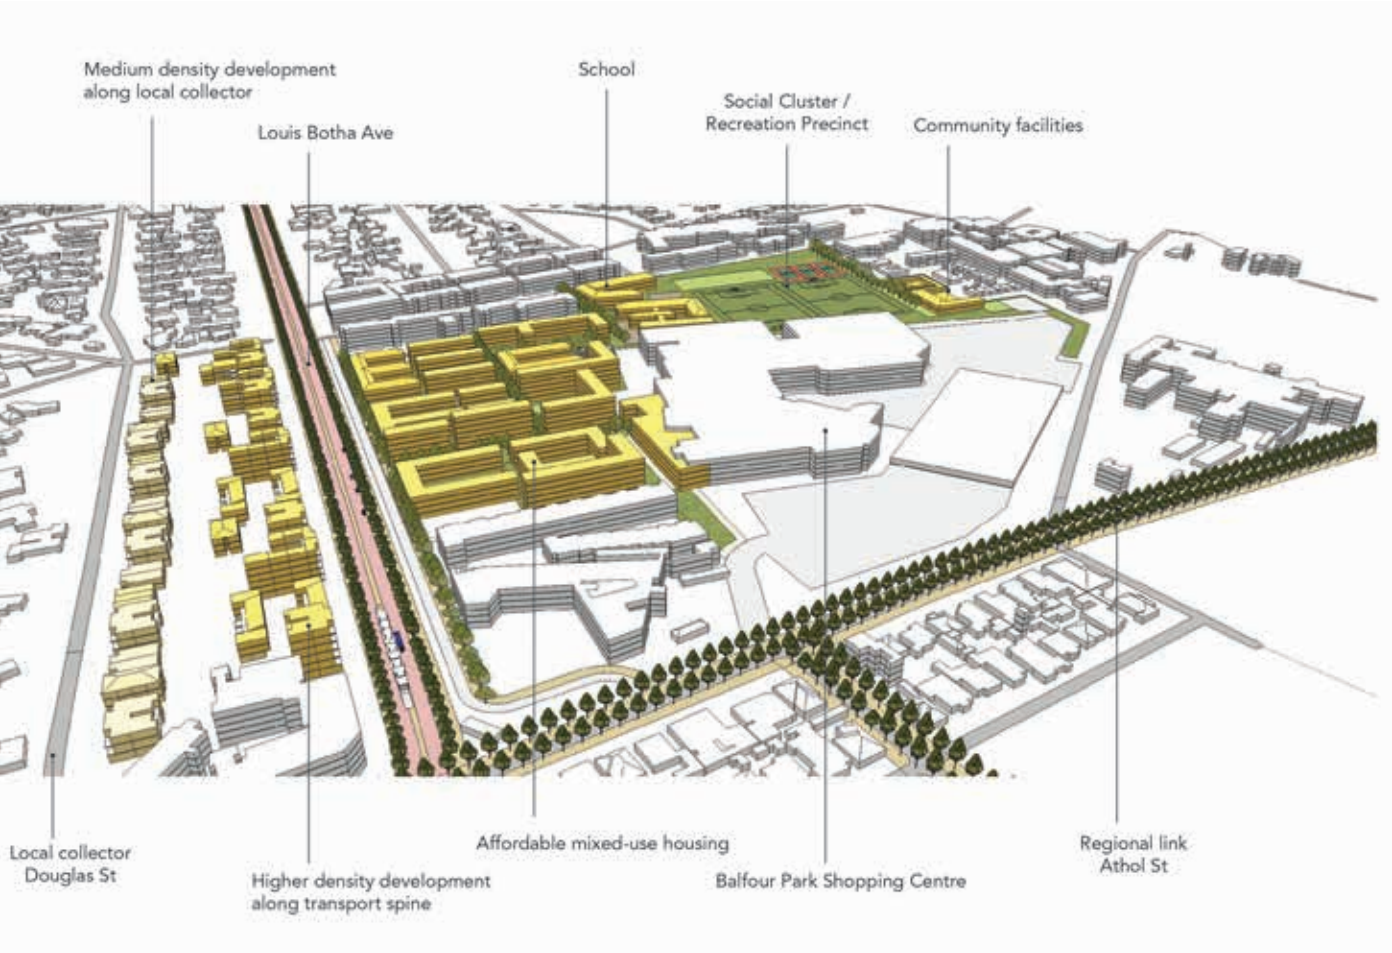 Medium density development
along local collector
Louis Botha Ave
School
Social Cluster /
Recreation Precinct
Community facilities
Local collector
Douglas St
Higher density development
along transport spine
Affordable mixed-use housing
Balfour Park Shopping Centre
Regional link
Athol St